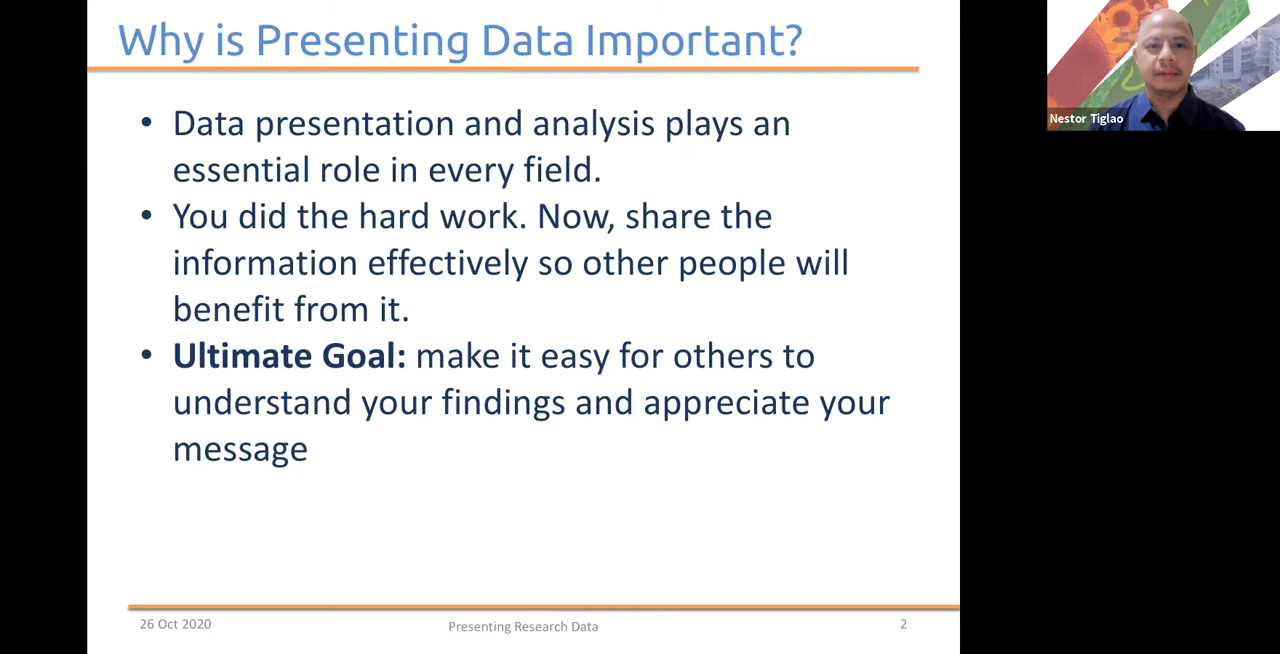 Why is Presenting Data Important?
• Data presentation and analysis plays an
essential role in every field.
• You did the hard work. Now, share the
information effectively so other people will
benefit from it.
• Ultimate Goal: make it easy for others to
understand your findings and appreciate your
message
26 Oct 2020
Presenting Research Data
2
Nestor Tiglao